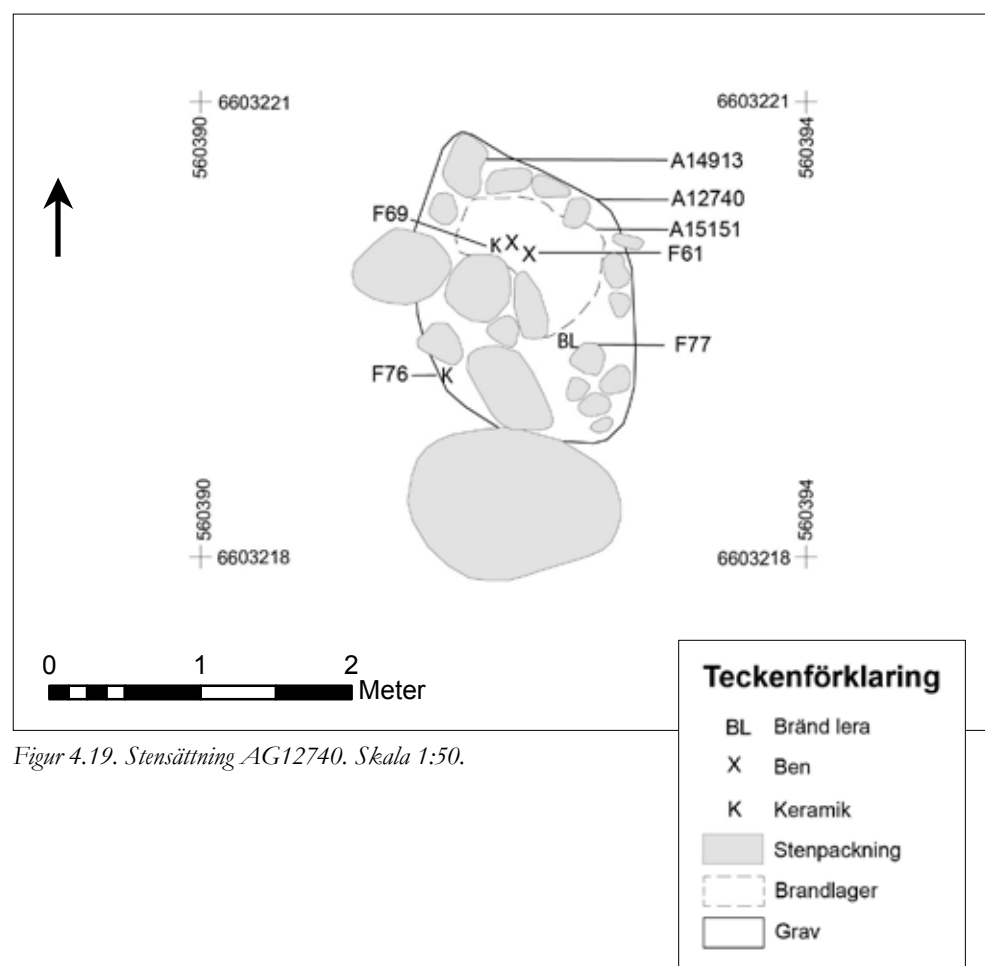 6603221
6603221
560390
560394
A14913
A12740
F69
A15151
K X
X
F61
BL
F77
F76
K
560390
560394
6603218
6603218
0 1 2
Meter
Teckenförklaring
BL Bränd lera
X Ben
K Keramik
Stenpackning
Brandlager
Grav
Figur 4.19. Stensättning AG12740. Skala 1:50.